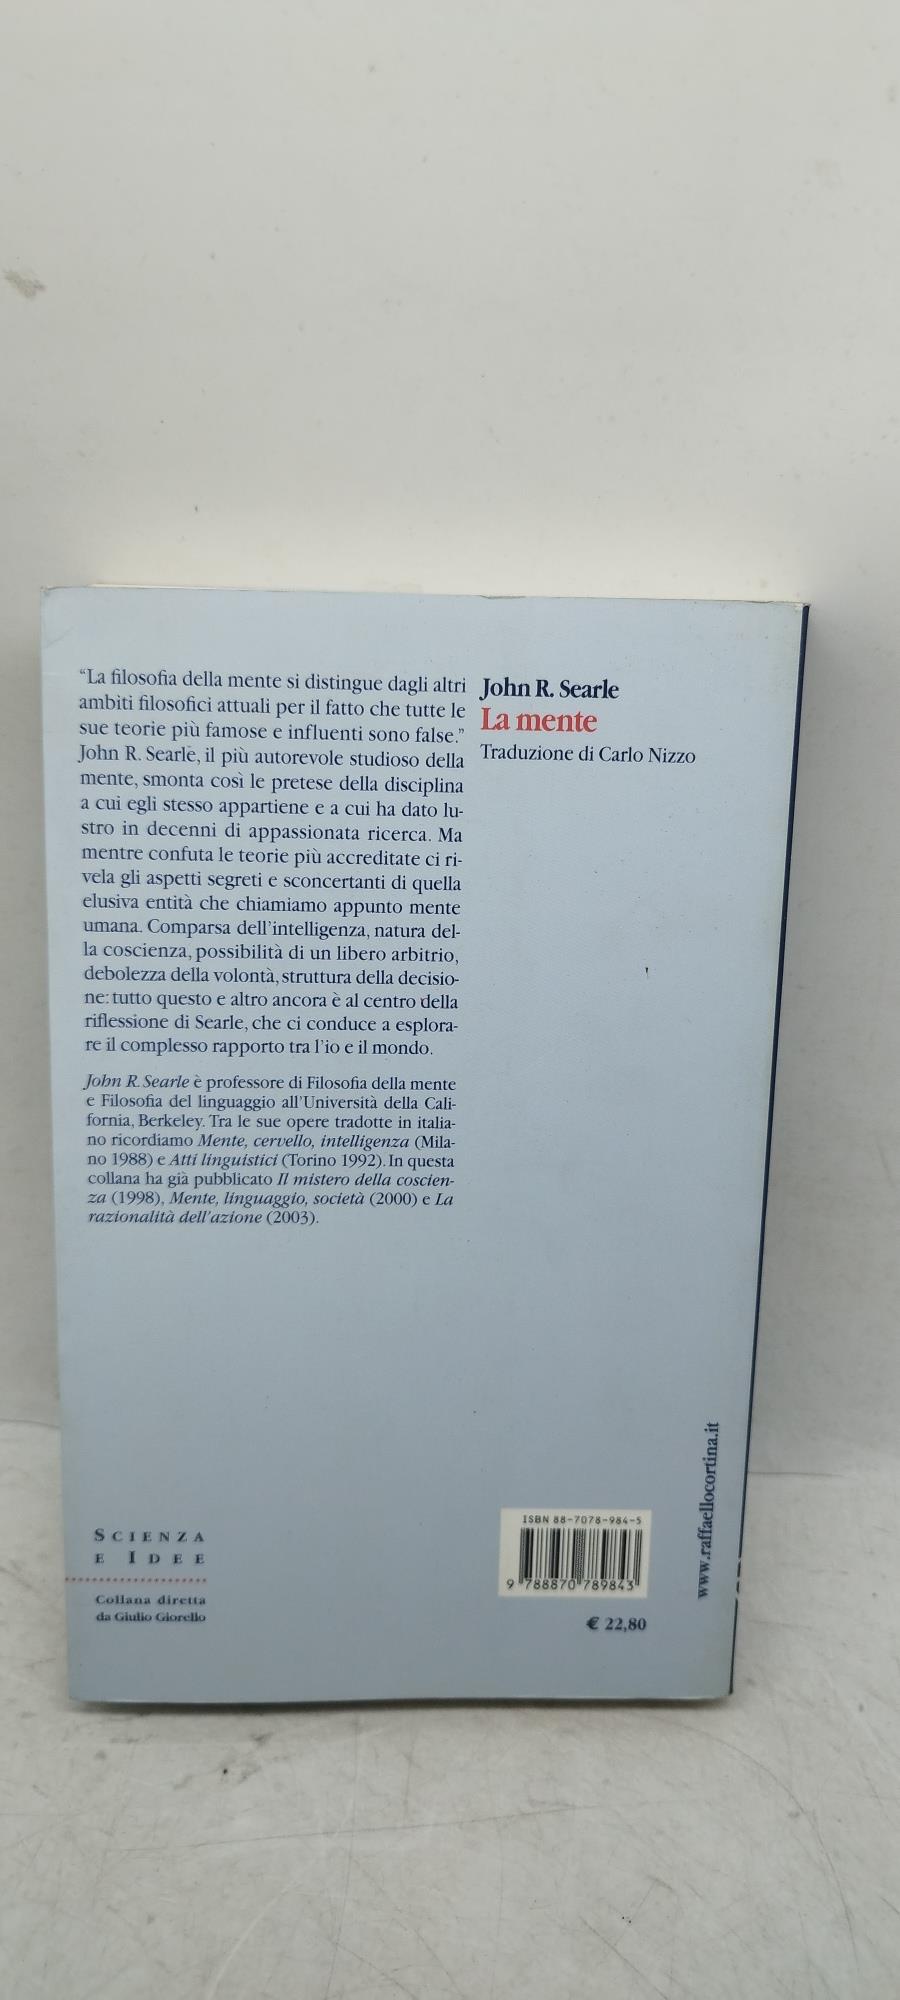 “La filosofia della mente si distingue dagli altri
ambiti filosofici attuali per il fatto che tutte le
sue teorie più famose e influenti sono false.”
John R. Searle, il più autorevole studioso della
mente, smonta così le pretese della disciplina
a cui egli stesso appartiene e a cui ha dato lu-
stro in decenni di appassionata ricerca. Ma
mentre confuta le teorie più accreditate ci ri-
vela gli aspetti segreti e sconcertanti di quella
elusiva entità che chiamiamo appunto mente
umana. Comparsa dell'intelligenza, natura del-
la coscienza, possibilità di un libero arbitrio,
debolezza della volontà, struttura della decisio-
ne: tutto questo e altro ancora è al centro della
riflessione di Searle, che ci conduce a esplora-
re il complesso rapporto tra l'io e il mondo.
John R. Searle è professore di Filosofia della mente
e Filosofia del linguaggio all'Università della Cali-
fornia, Berkeley. Tra le sue opere tradotte in italia-
no ricordiamo Mente, cervello, intelligenza (Mila-
no 1988) e Atti linguistici (Torino 1992). In questa
collana ha già pubblicato Il mistero della coscien-
za (1998), Mente, linguaggio, società (2000) e La
razionalità dell'azione (2003).
John R. Searle
La mente
Traduzione di Carlo Nizzo
SCIENZA
E IDEE
Collana diretta
da Giulio Giorello
ISBN 88-7078-984-5
9 788870 789843
€ 22,80
www.raffaellocortina.it